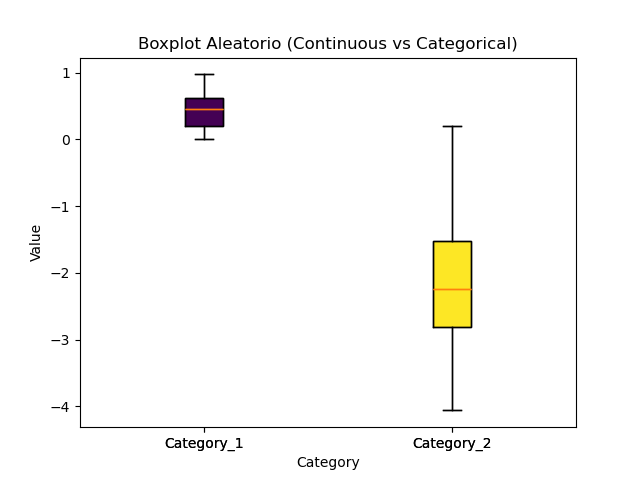 Boxplot Aleatorio (Continuous vs Categorical)
1
0
−1
−2
−3
−4
Value
Category_1
Category_2
Category